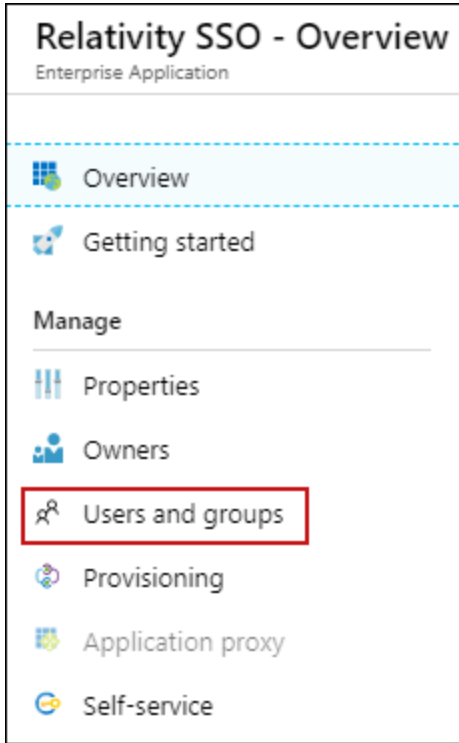 Relativity SSO - Overview
Enterprise Application
Overview
Getting started
Manage
Properties
Owners
Users and groups
Provisioning
Application proxy
Self-service